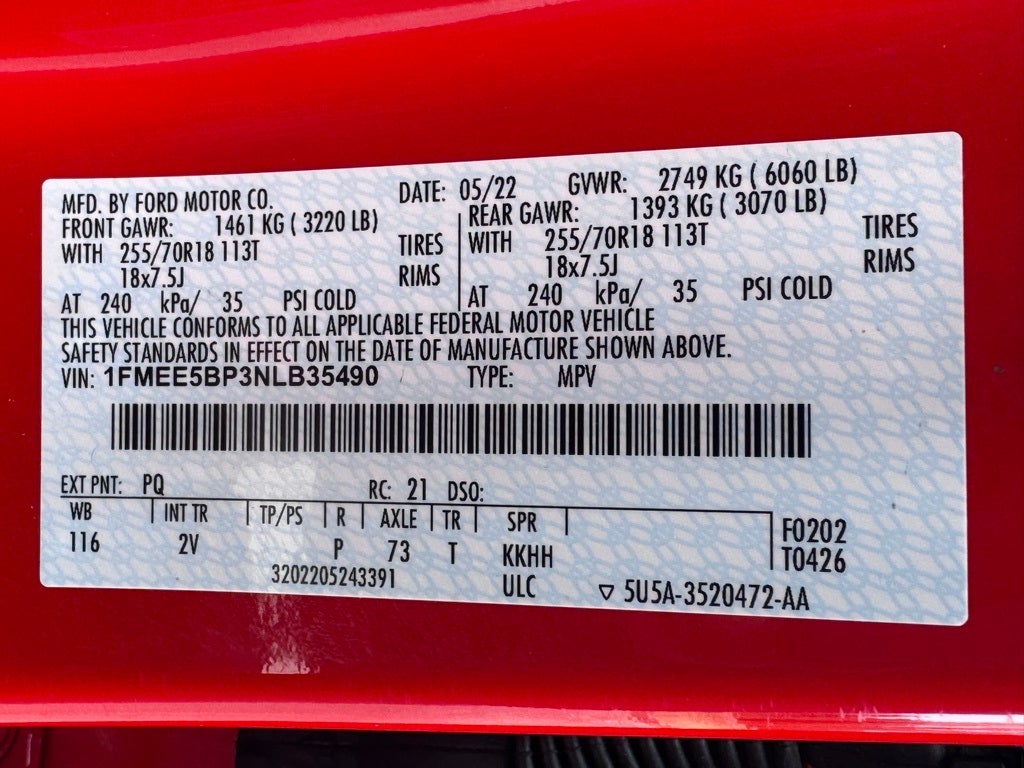 MFD. BY FORD MOTOR CO. DATE: 05/22 GVWR: 2749 KG ( 6060 LB)
FRONT GAWR: 1461 KG ( 3220 LB) REAR GAWR: 1393 KG ( 3070 LB)
WITH 255/70R18 113T TIRES WITH 255/70R18 113T TIRES
18x7.5J RIMS 18x7.5J RIMS
AT 240 kPa/ 35 PSI COLD AT 240 kPa/ 35 PSI COLD
THIS VEHICLE CONFORMS TO ALL APPLICABLE FEDERAL MOTOR VEHICLE
SAFETY STANDARDS IN EFFECT ON THE DATE OF MANUFACTURE SHOWN ABOVE.
VIN: 1FMEE5BP3NLB35490 TYPE: MPV
EXT PNT: PQ RC: 21 DSO:
WB INT TR TP/PS R AXLE TR SPR F0202
116 2V P 73 T KKHH T0426
3202205243391 ULC ▽ 5U5A-3520472-AA